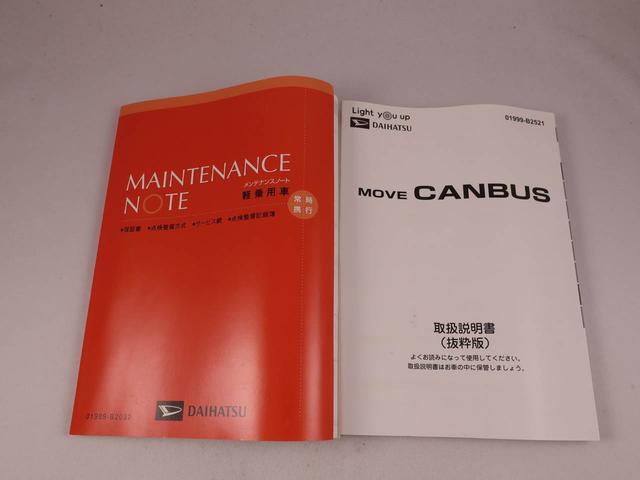 MAINTENANCE
NOTE
メンテナンスノート
軽乗用車
常時
携行
●保証書 ●点検整備方式 ●サービス網 ●点検整備記録簿
01999-B2032
DAIHATSU
Light you up
DAIHATSU
01999-B2521
MOVE CANBUS
取扱説明書
（抜粋版）
よくお読みになって使用してください。
取扱説明書はお車の中に保管しましょう。